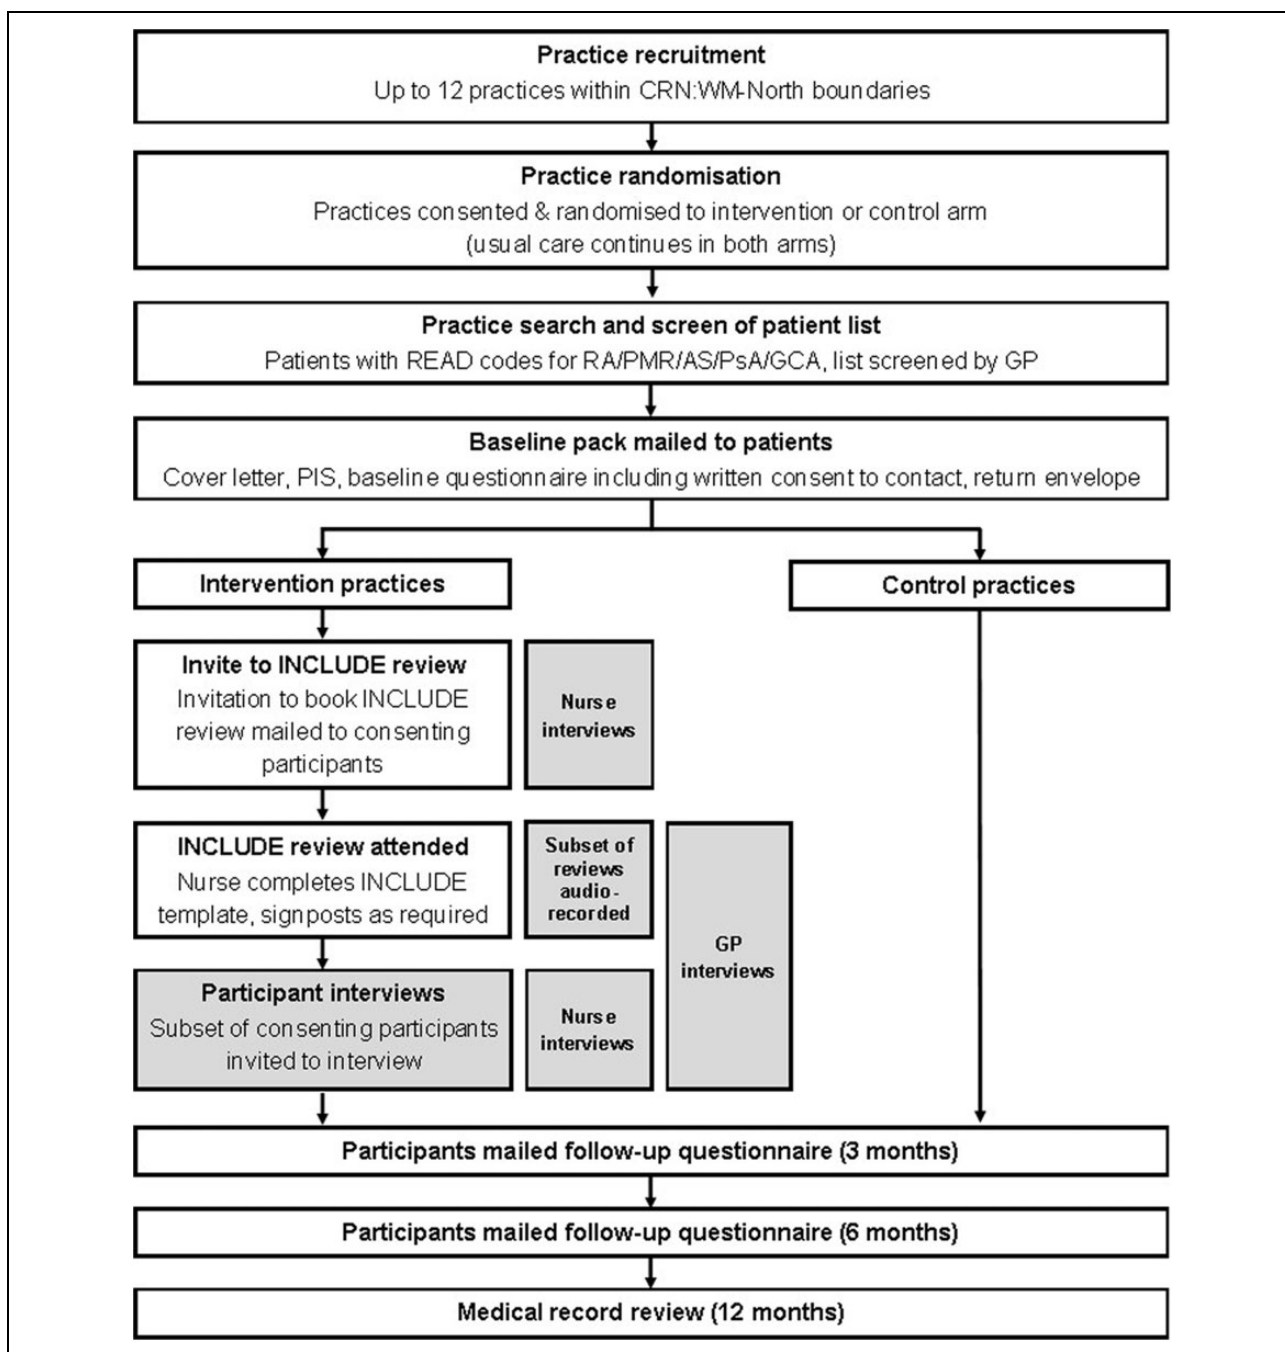 Practice recruitment
Up to 12 practices within CRN:WM-North boundaries
Practice randomisation
Practices consented & randomised to intervention or control arm
(usual care continues in both arms)
Practice search and screen of patient list
Patients with READ codes for RA/PMR/AS/PsA/GCA, list screened by GP
Baseline pack mailed to patients
Cover letter, PIS, baseline questionnaire including written consent to contact, return envelope
Intervention practices
Control practices
Invite to INCLUDE review
Invitation to book INCLUDE
review mailed to consenting
participants
Nurse
interviews
INCLUDE review attended
Nurse completes INCLUDE
template, signposts as required
Subset of
reviews
audio-
recorded
GP
interviews
Participant interviews
Subset of consenting participants
invited to interview
Nurse
interviews
Participants mailed follow-up questionnaire (3 months)
Participants mailed follow-up questionnaire (6 months)
Medical record review (12 months)